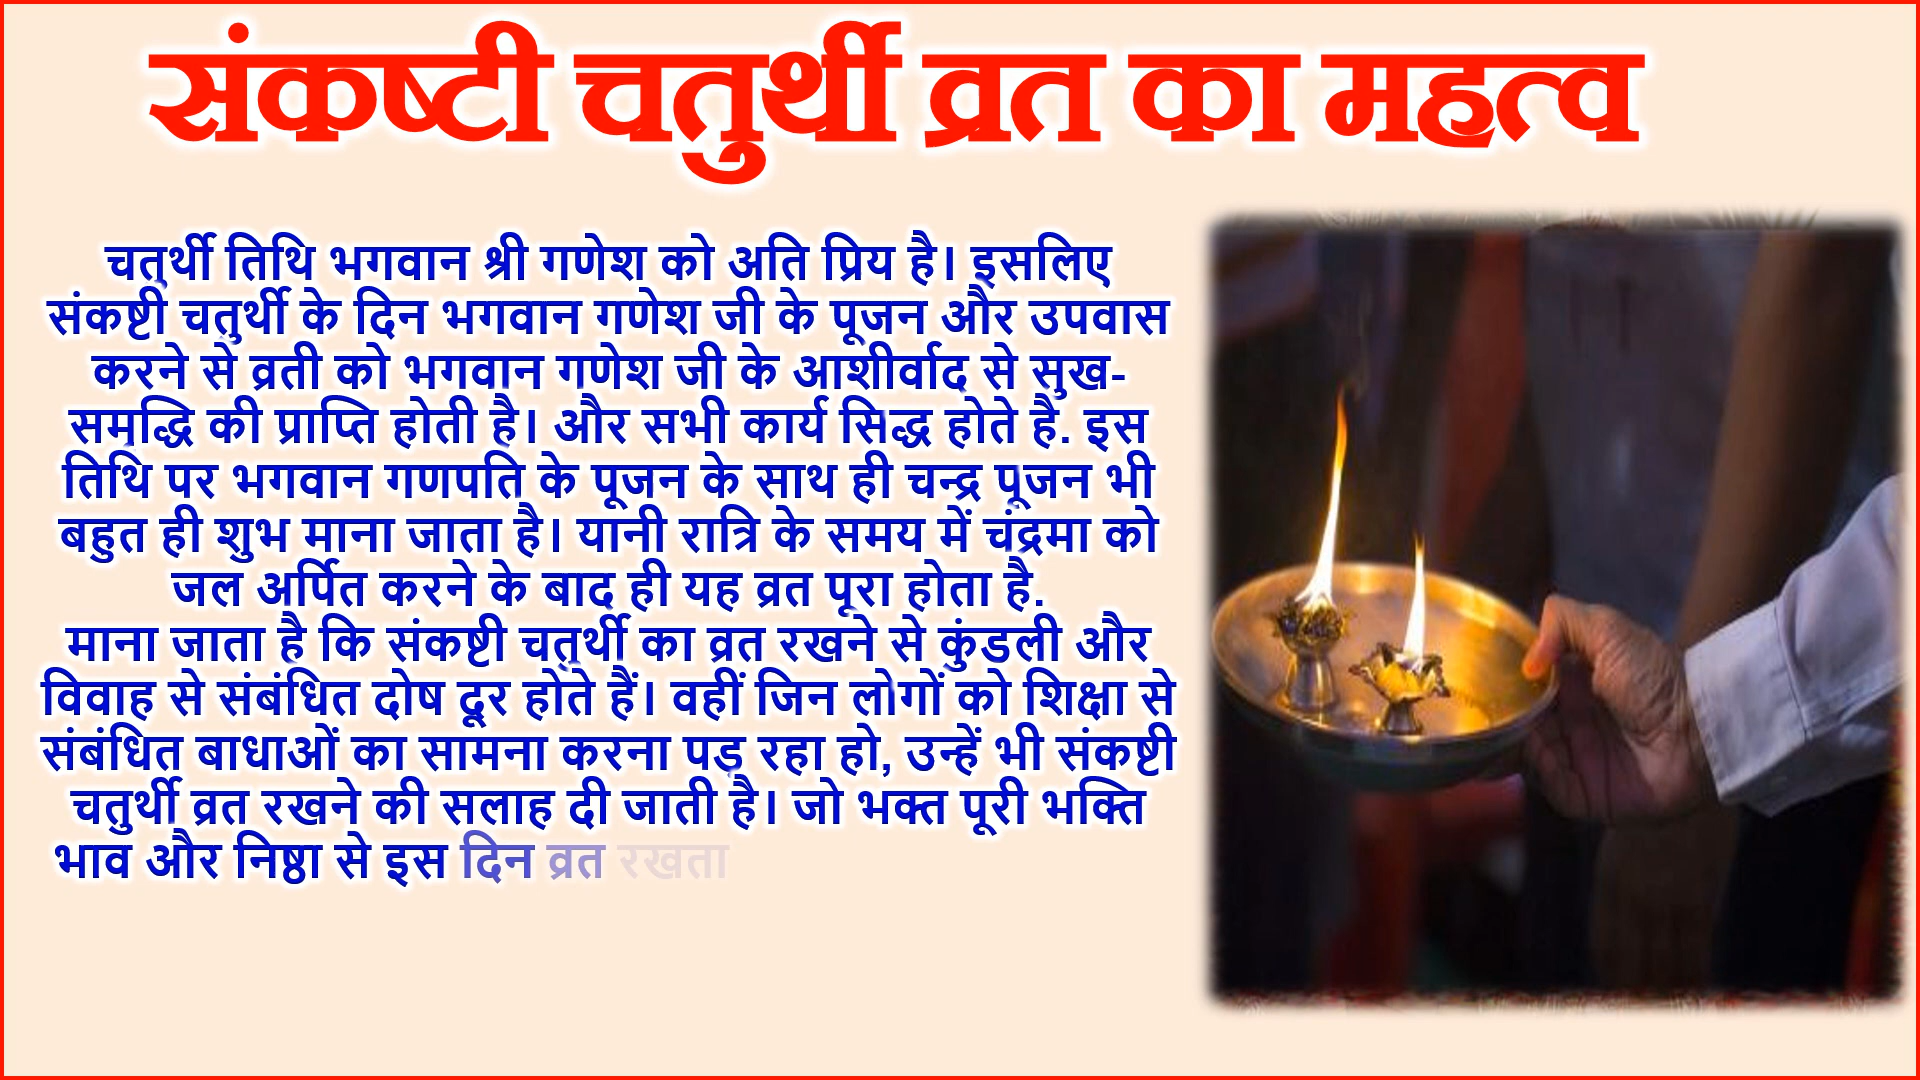 संकष्टी चतुर्थी व्रत का महत्व
चतुर्थी तिथि भगवान श्री गणेश को अति प्रिय है। इसलिए
संकष्टी चतुर्थी के दिन भगवान गणेश जी के पूजन और उपवास
करने से व्रती को भगवान गणेश जी के आशीर्वाद से सुख-
समृद्धि की प्राप्ति होती है। और सभी कार्य सिद्ध होते है. इस
तिथि पर भगवान गणपति के पूजन के साथ ही चन्द्र पूजन भी
बहुत ही शुभ माना जाता है। यानी रात्रि के समय में चंद्रमा को
जल अर्पित करने के बाद ही यह व्रत पूरा होता है.
माना जाता है कि संकष्टी चतुर्थी का व्रत रखने से कुंडली और
विवाह से संबंधित दोष दूर होते हैं। वहीं जिन लोगों को शिक्षा से
संबंधित बाधाओं का सामना करना पड़ रहा हो, उन्हें भी संकष्टी
चतुर्थी व्रत रखने की सलाह दी जाती है। जो भक्त पूरी भक्ति
भाव और निष्ठा से इस दिन व्रत रखता